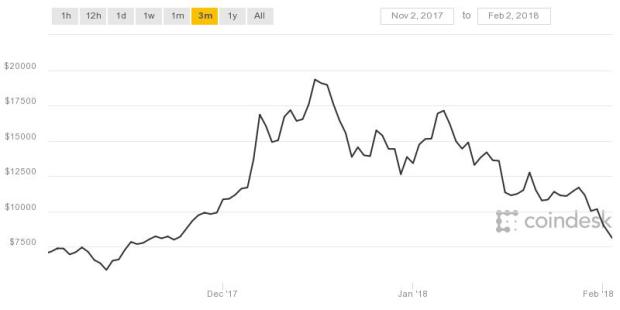 1h 12h 1d 1w 1m 3m 1y All Nov 2, 2017 to Feb 2, 2018
$20000
$17500
$15000
$12500
$10000
coindesk
$7500
Dec '17 Jan '18 Feb '18